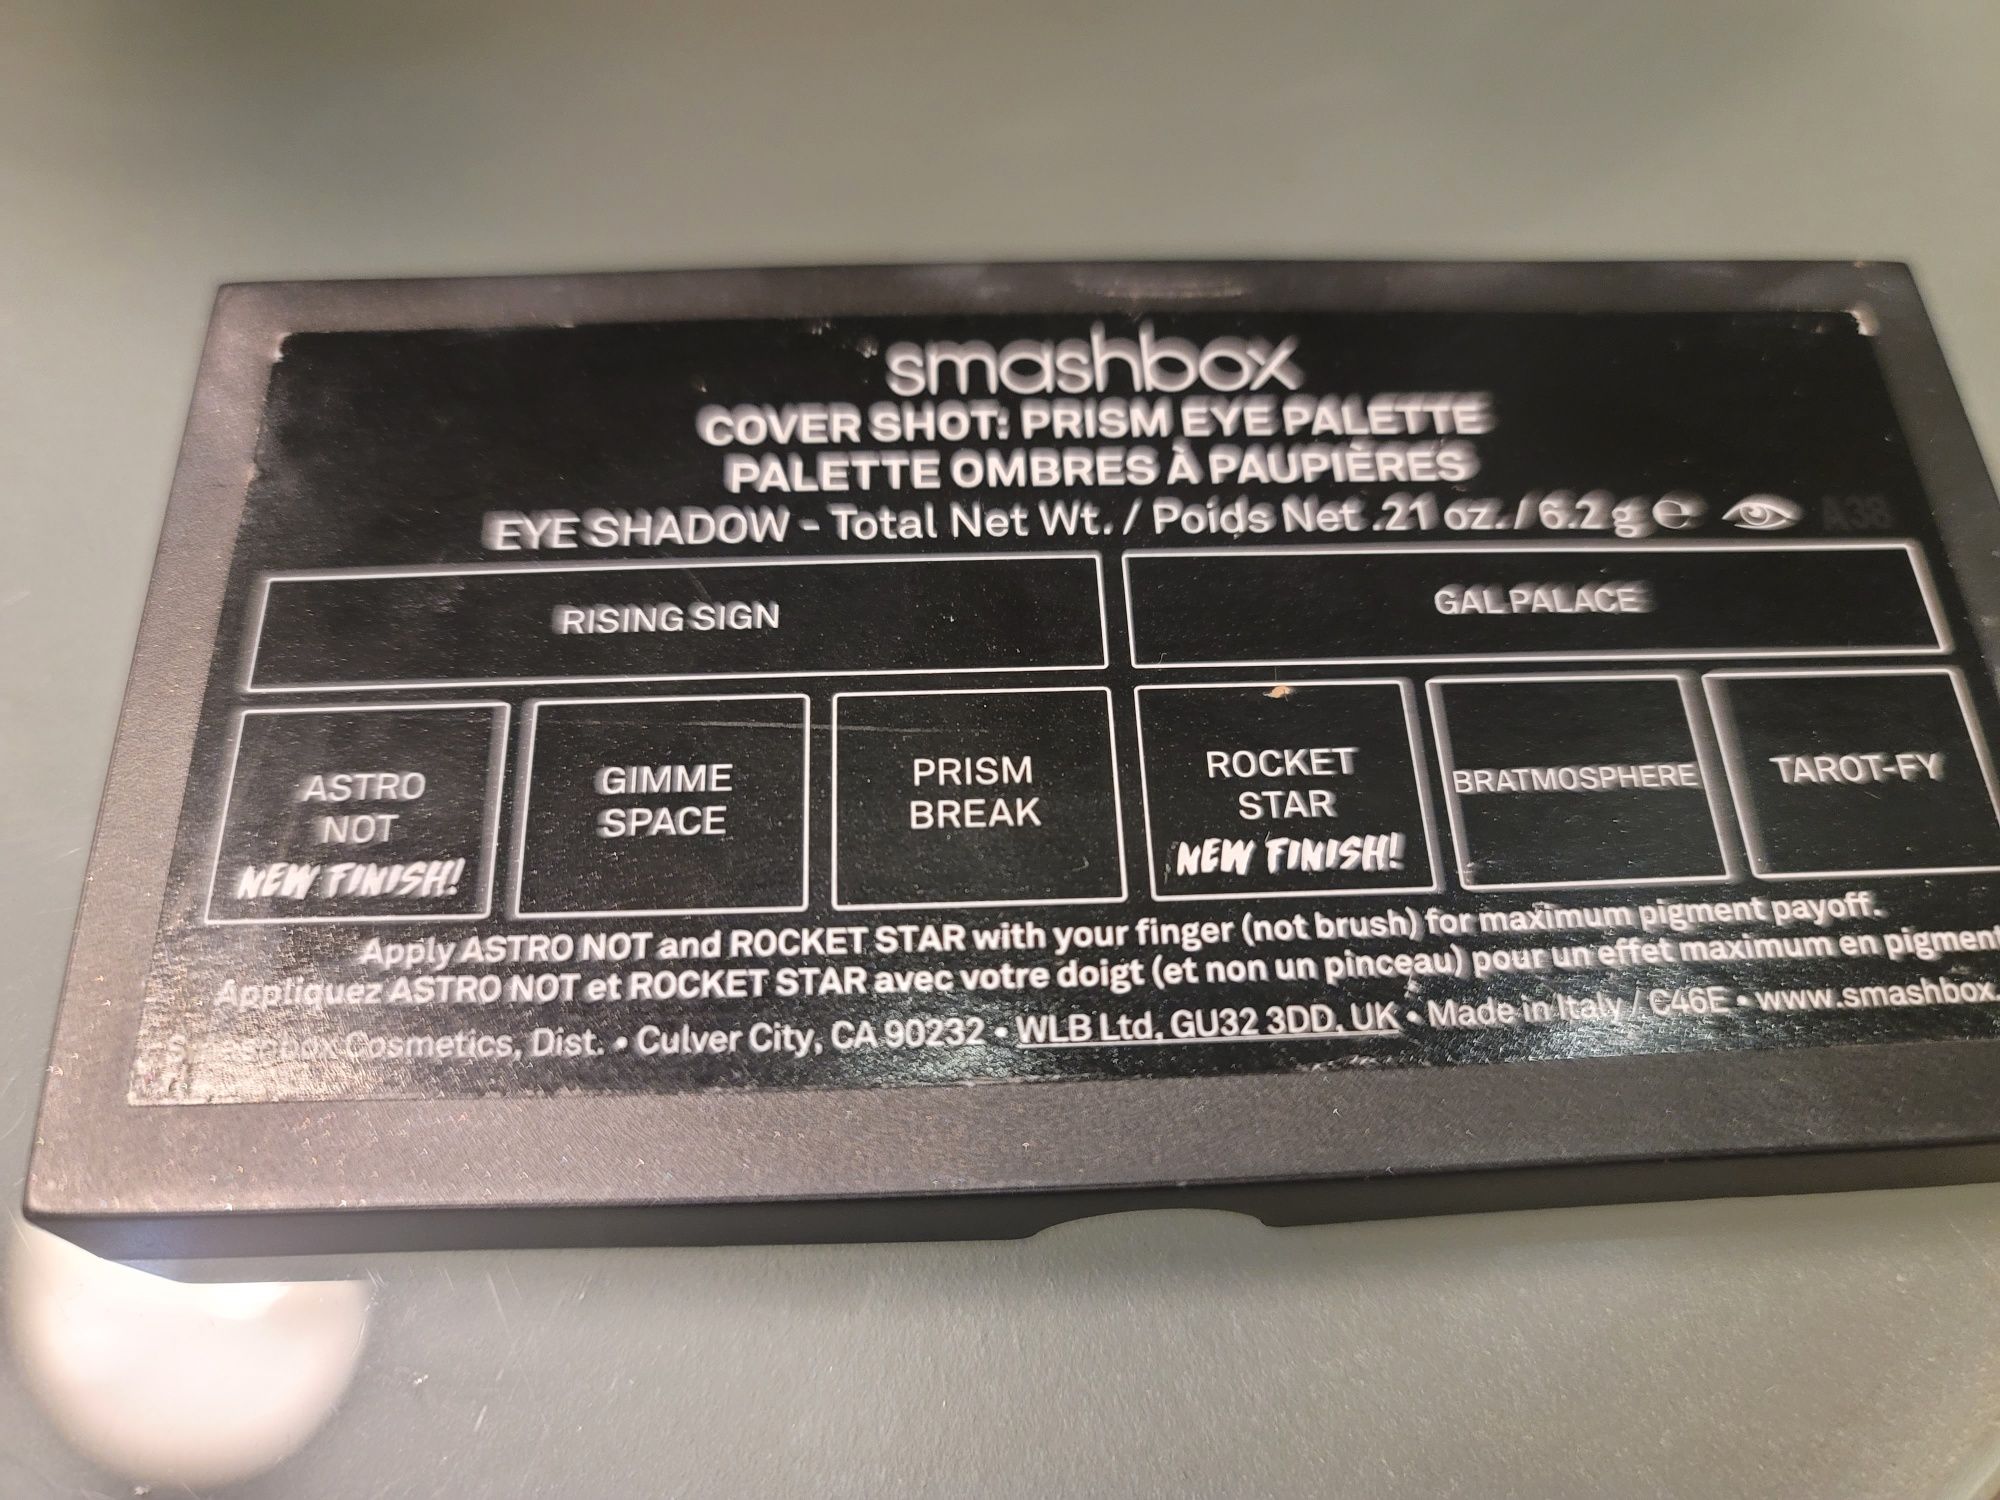 smashbox
COVER SHOT: PRISM EYE PALETTE
PALETTE OMBRES À PAUPIÈRES
EYE SHADOW - Total Net Wt. / Poids Net .21 oz. / 6.2 g ℮ A38
RISING SIGN
GAL PALACE
ASTRO
NOT
NEW FINISH!
GIMME
SPACE
PRISM
BREAK
ROCKET
STAR
NEW FINISH!
BRATMOSPHERE
TAROT-FY
Apply ASTRO NOT and ROCKET STAR with your finger (not brush) for maximum pigment payoff.
Appliquez ASTRO NOT et ROCKET STAR avec votre doigt (et non un pinceau) pour un effet maximum en pigment
Cosmetics, Dist. • Culver City, CA 90232 • WLB Ltd, GU32 3DD, UK • Made in Italy / C46E • www.smashbox.